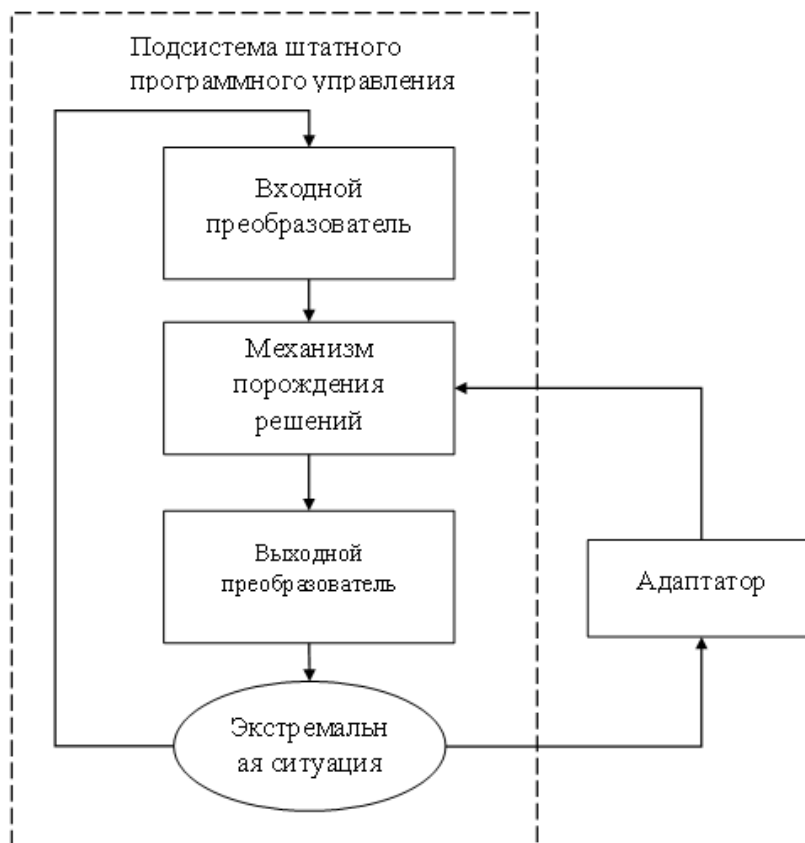 Подсистема штатного
программного управления
Входной
преобразователь
Механизм
порождения
решений
Выходной
преобразователь
Адаптатор
Экстремальн
ая ситуация